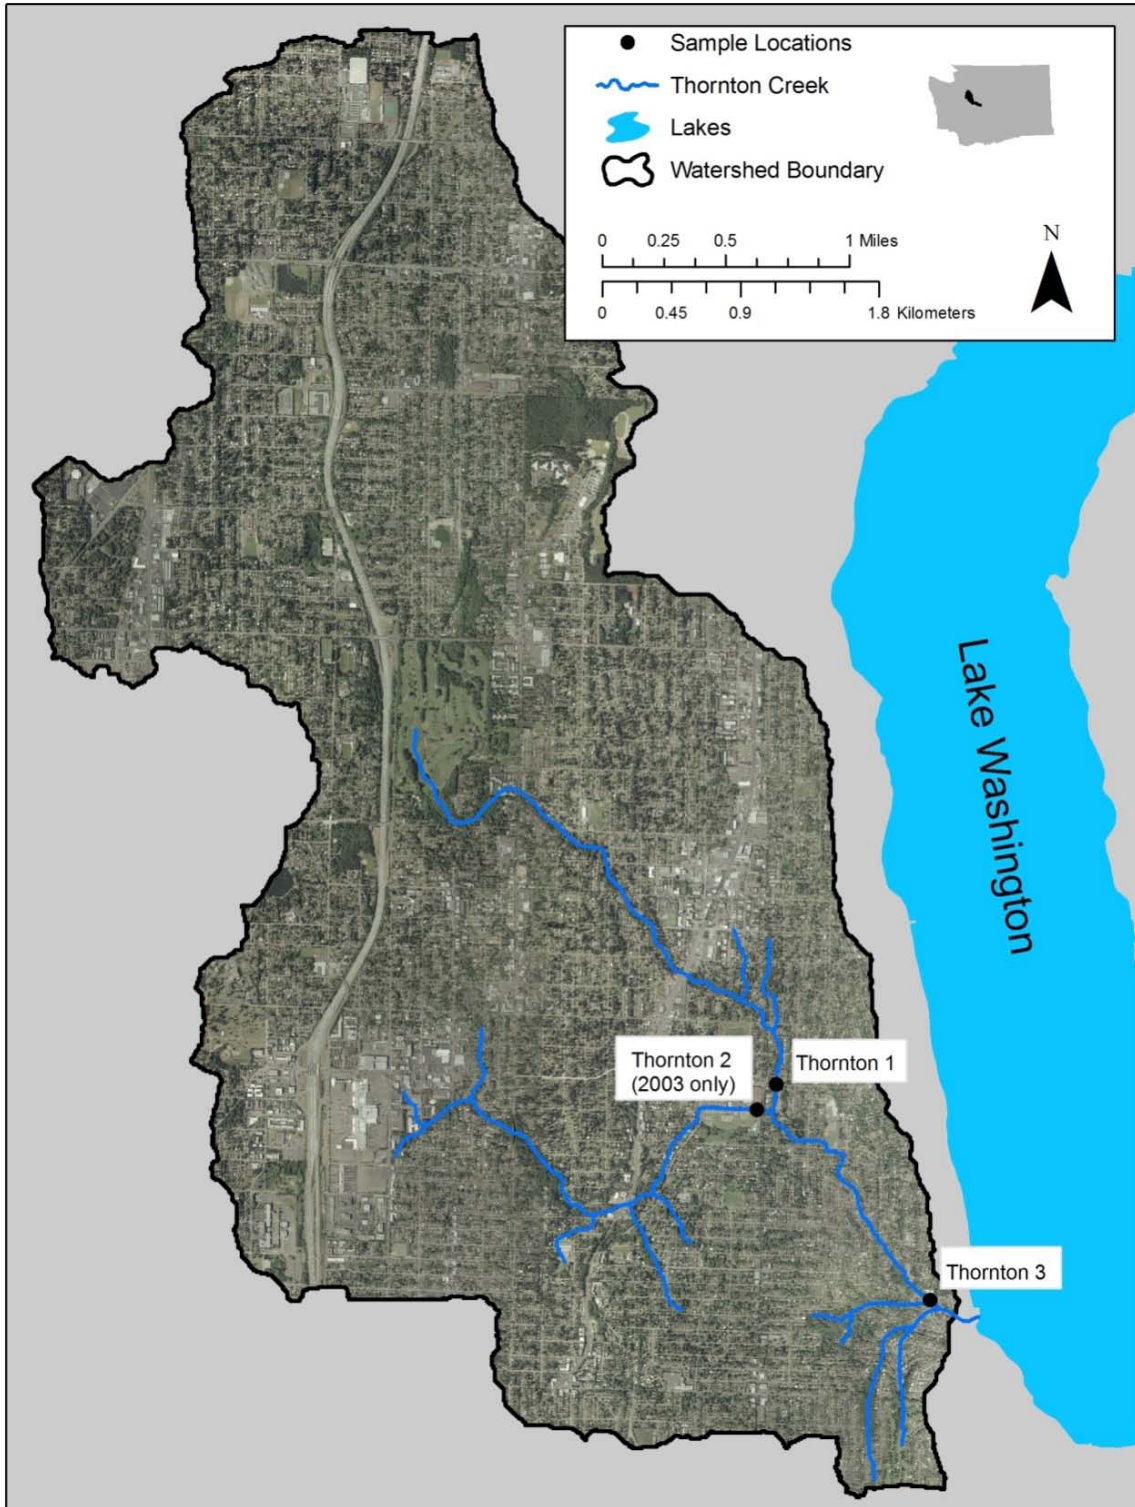 Sample Locations
Thornton Creek
Lakes
Watershed Boundary
0 0.25 0.5 1 Miles
0 0.45 0.9 1.8 Kilometers
N
Lake Washington
Thornton 2
(2003 only)
Thornton 1
Thornton 3